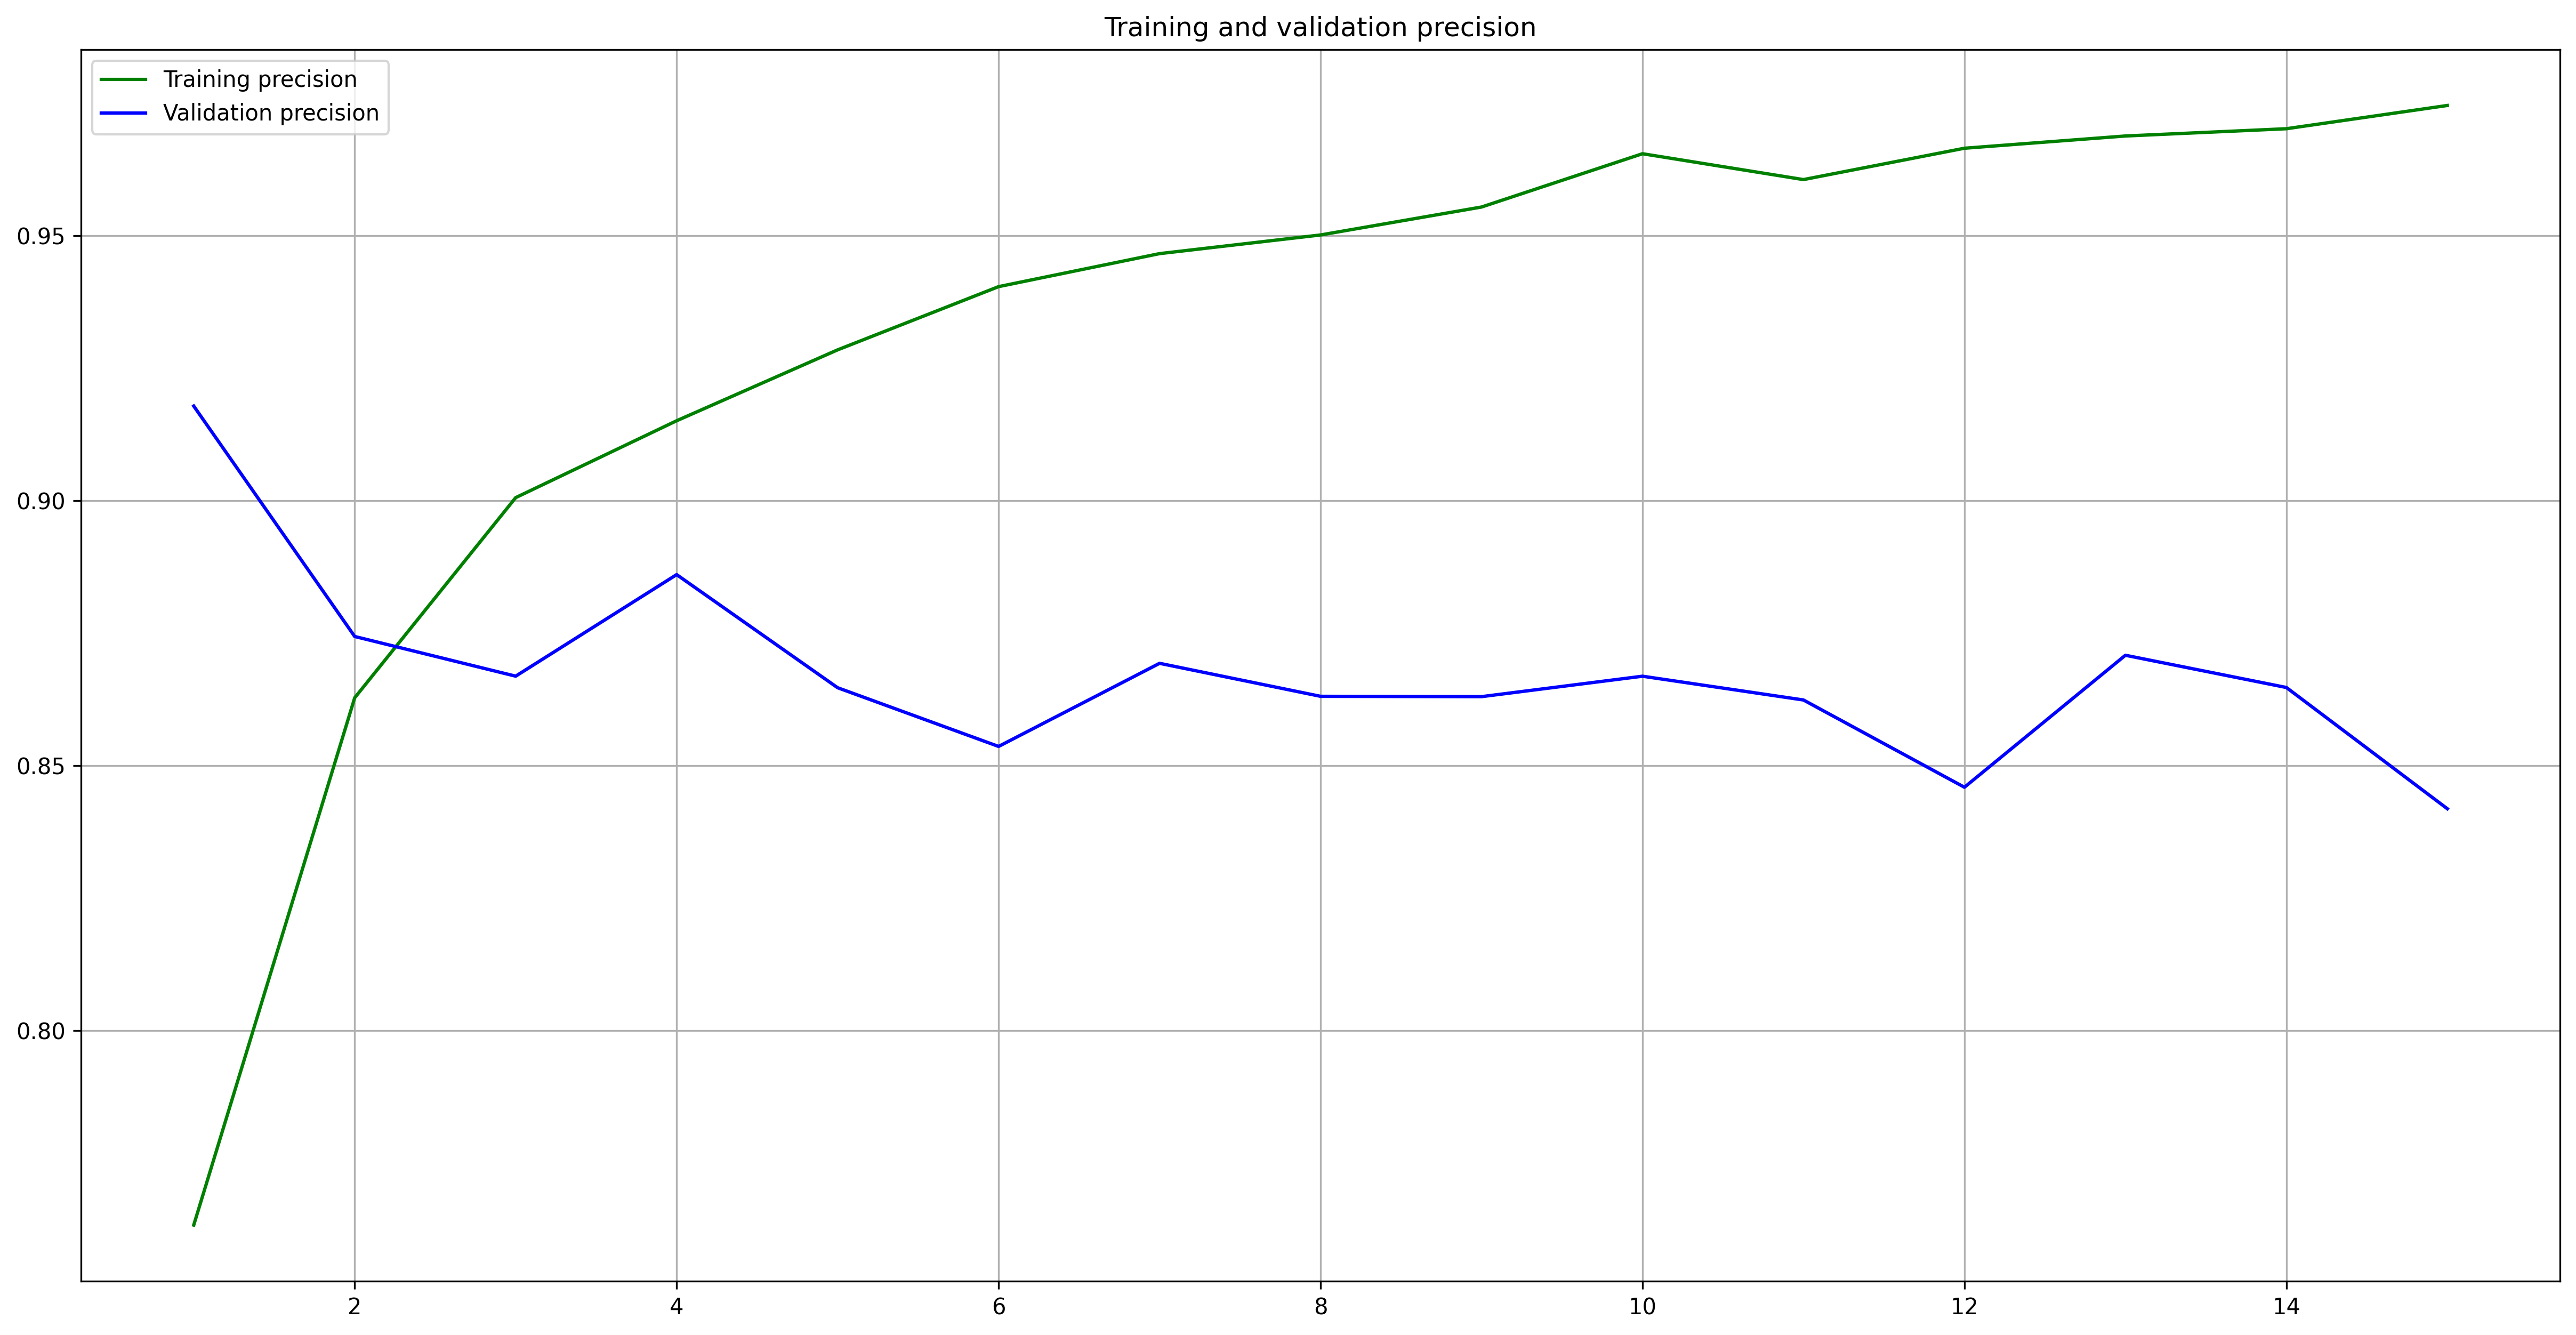 Training and validation precision
Training precision
Validation precision
0.95
0.90
0.85
0.80
2 4 6 8 10 12 14